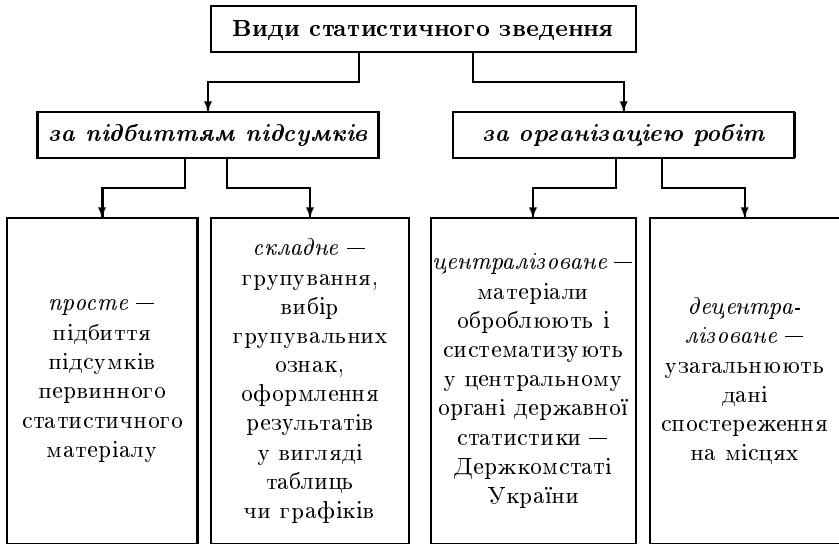 Види статистичного зведення
за підбиттям підсумків
за організацією робіт
просте —
підбиття
підсумків
первинного
статистичного
матеріалу
складне —
групування,
вибір
групувальних
ознак,
оформлення
результатів
у вигляді
таблиць
чи графіків
централізоване —
матеріали
оброблюють і
систематизують
у центральному
органі державної
статистики —
Держкомстаті
України
децентра-
лізоване —
узагальнюють
дані
спостереження
на місцях